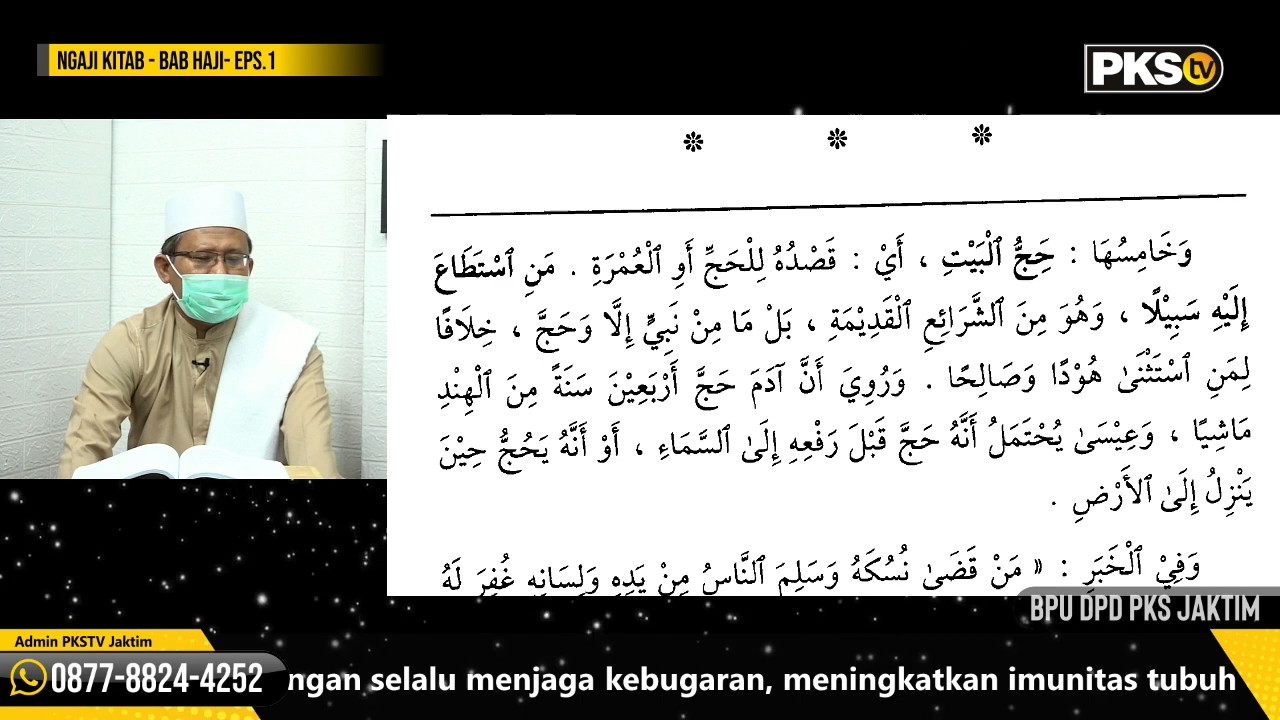 NGAJI KITAB - BAB HAJI- EPS.1
PKS tv
وَخَامِسُهَا : حَجُّ ٱلْبَيْتِ ، أَيْ : قَصْدُهُ لِلْحَجِّ أَوِ ٱلْعُمْرَةِ . مَنِ ٱسْتَطَاعَ
إِلَيْهِ سَبِيْلًا ، وَهُوَ مِنَ ٱلشَّرَائِعِ ٱلْقَدِيْمَةِ ، بَلْ مَا مِنْ نَبِيٍّ إِلَّا وَحَجَّ ، خِلَافًا
لِمَنِ ٱسْتَثْنَىٰ هُوْدًا وَصَالِحًا . وَرُوِيَ أَنَّ آدَمَ حَجَّ أَرْبَعِيْنَ سَنَةً مِنَ ٱلْهِنْدِ
مَاشِيًا ، وَعِيْسَىٰ يُحْتَمَلُ أَنَّهُ حَجَّ قَبْلَ رَفْعِهِ إِلَىٰ ٱلسَّمَاءِ ، أَوْ أَنَّهُ يَحُجُّ حِيْنَ
يَنْزِلُ إِلَىٰ ٱلأَرْضِ .
وَفِيْ ٱلْخَبَرِ : « مَنْ قَضَىٰ نُسُكَهُ وَسَلِمَ ٱلنَّاسُ مِنْ يَدِهِ وَلِسَانِهِ غُفِرَ لَهُ
BPU DPD PKS JAKTIM
Admin PKSTV Jaktim
0877-8824-4252
ngan selalu menjaga kebugaran, meningkatkan imunitas tubuh